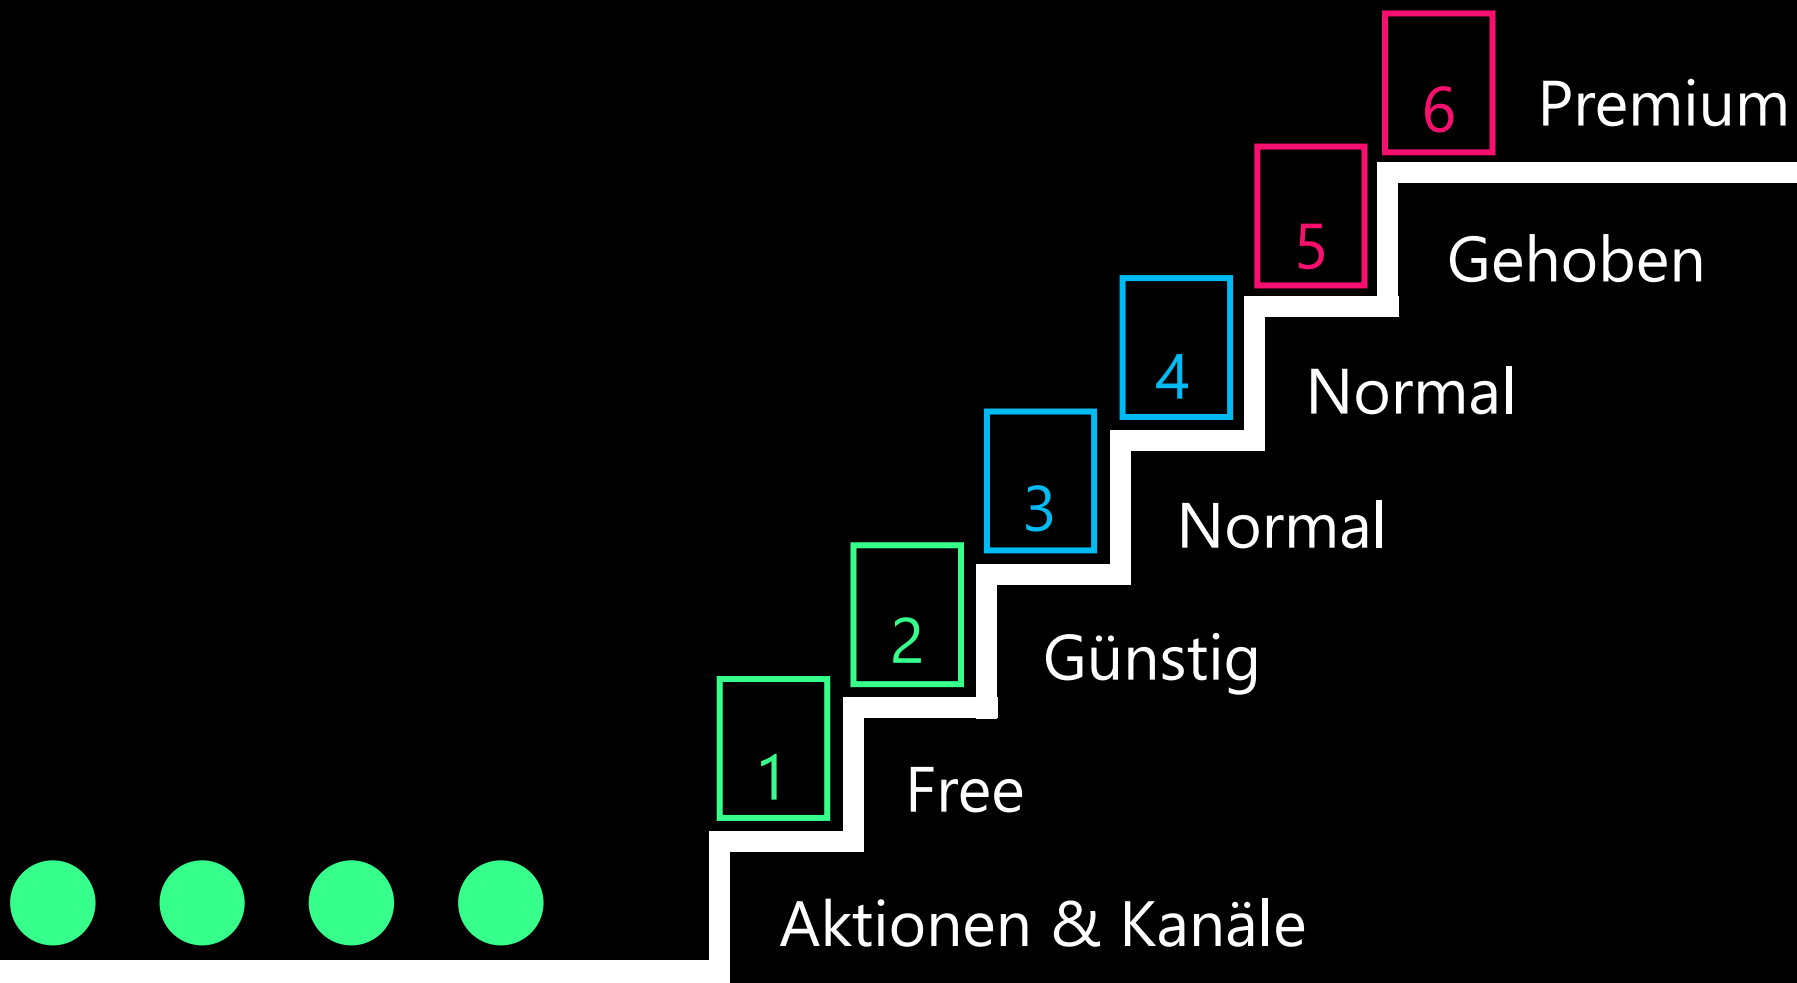 6 Premium
5 Gehoben
4 Normal
3 Normal
2 Günstig
1 Free
Aktionen & Kanäle